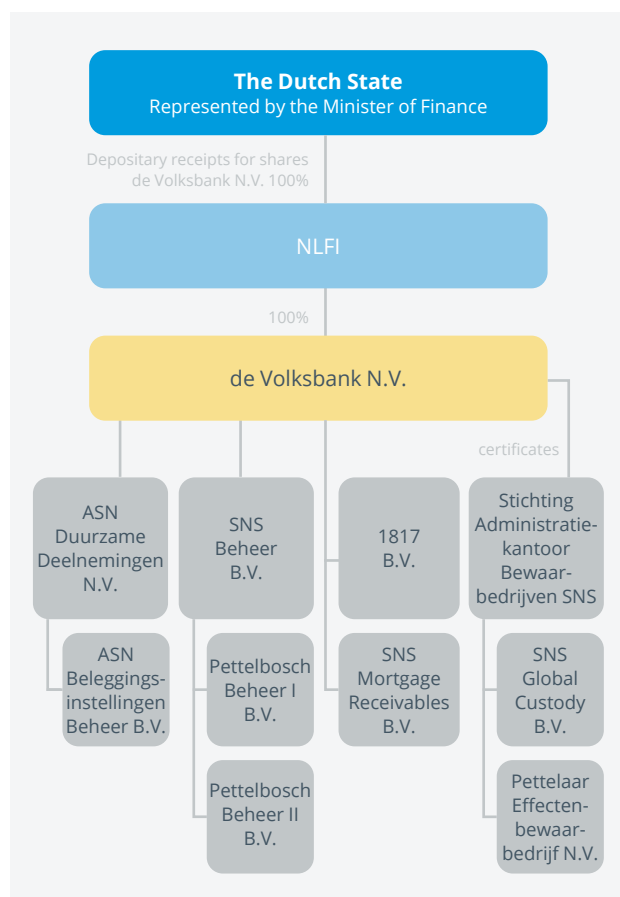 The Dutch State
Represented by the Minister of Finance
Depositary receipts for shares
de Volksbank N.V. 100%
NLFI
100%
de Volksbank N.V.
certificates
ASN
Duurzame
Deelnemingen
N.V.
SNS
Beheer
B.V.
1817
B.V.
Stichting
Administratie-
kantoor
Bewaar-
bedrijven SNS
ASN
Beleggings-
instellingen
Beheer B.V.
Pettelbosch
Beheer I
B.V.
SNS
Mortgage
Receivables
B.V.
SNS
Global
Custody
B.V.
Pettelbosch
Beheer II
B.V.
Pettelaar
Effecten-
bewaar-
bedrijf N.V.